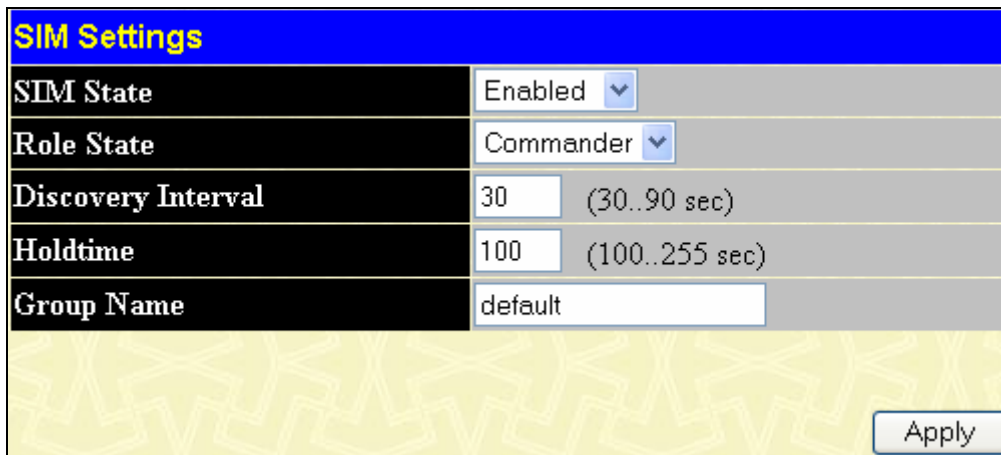 SIM Settings
SIM State Enabled
Role State Commander
Discovery Interval 30 (30..90 sec)
Holdtime 100 (100..255 sec)
Group Name default
Apply